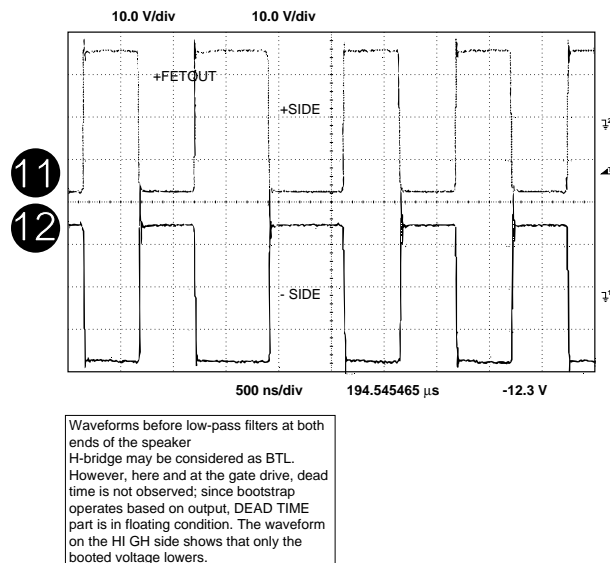 10.0 V/div 10.0 V/div
+FETOUT
+SIDE
2
11
12
- SIDE
1
500 ns/div 194.545465 µs -12.3 V
Waveforms before low-pass filters at both
ends of the speaker
H-bridge may be considered as BTL.
However, here and at the gate drive, dead
time is not observed; since bootstrap
operates based on output, DEAD TIME
part is in floating condition. The waveform
on the HI GH side shows that only the
booted voltage lowers.